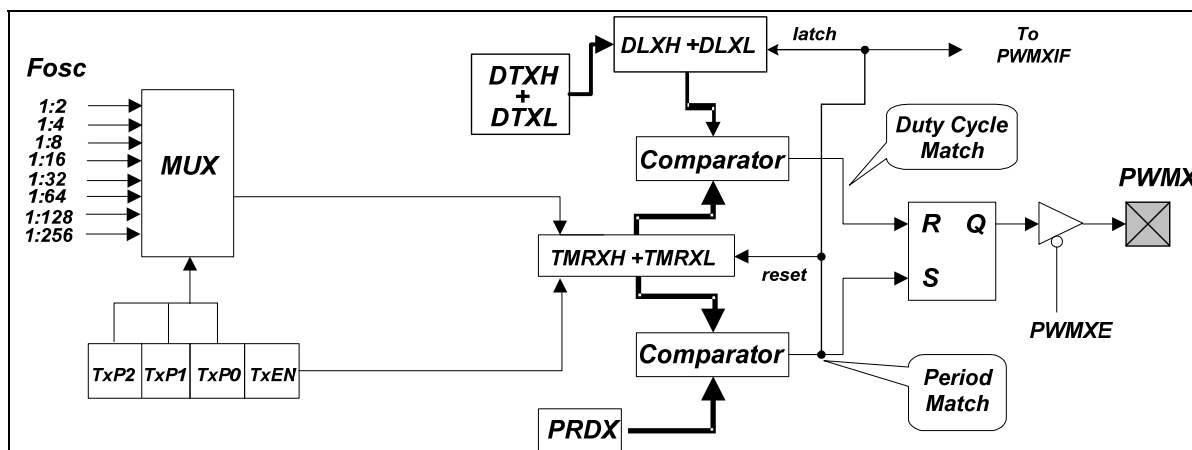 Fosc
1:2
1:4
1:8
1:16
1:32
1:64
1:128
1:256
MUX
TxP2 TxP1 TxP0 TxEN
DTXH
+
DTXL
DLXH +DLXL
latch
To
PWMXIF
Comparator
Duty Cycle
Match
TMRXH +TMRXL
reset
R Q
S
PWMX
PWMXE
Comparator
Period
Match
PRDX